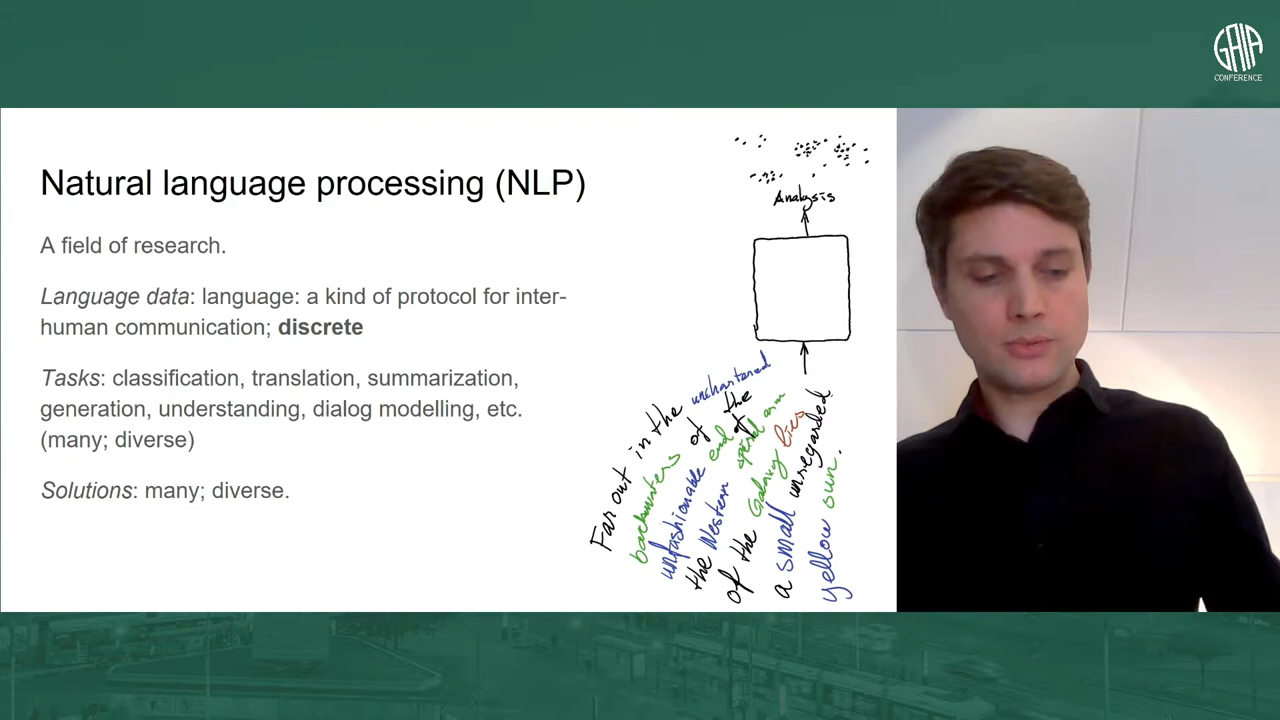 GAIA
CONFERENCE
Natural language processing (NLP)
A field of research.
Language data: language: a kind of protocol for inter-
human communication; discrete
Tasks: classification, translation, summarization,
generation, understanding, dialog modelling, etc.
(many; diverse)
Solutions: many; diverse.
Analysis
Far out in the unchartered
backwaters of the
unfashionable end of
the Western spiral arm
of the Galaxy lies
a small unregarded
yellow sun.